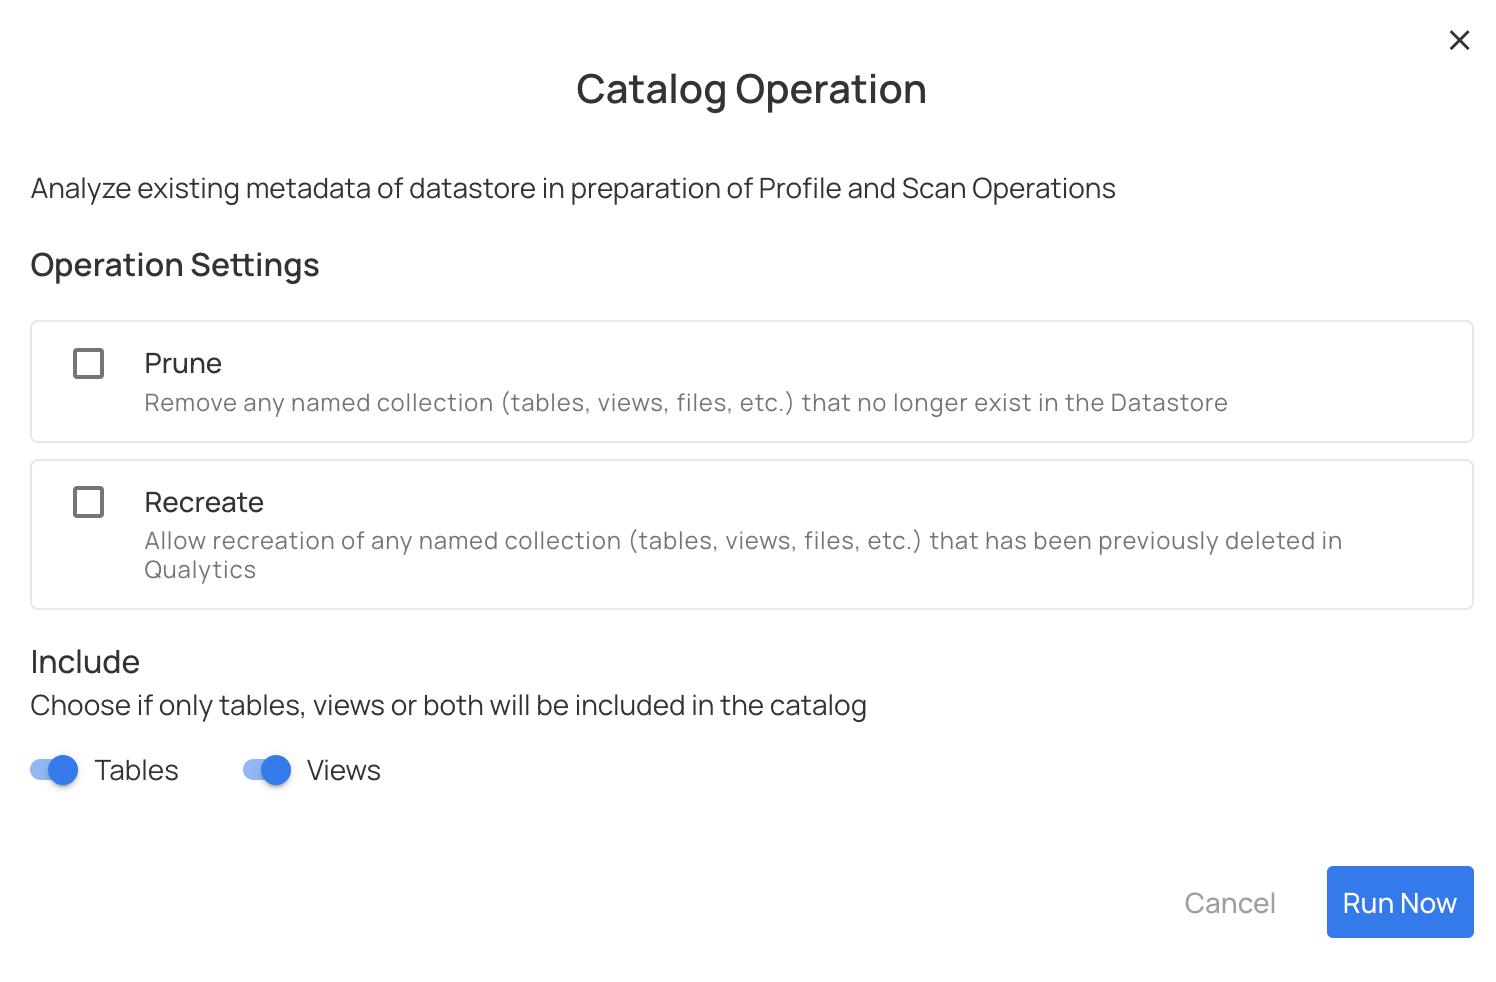 Catalog Operation
Analyze existing metadata of datastore in preparation of Profile and Scan Operations
Operation Settings
Prune
Remove any named collection (tables, views, files, etc.) that no longer exist in the Datastore
Recreate
Allow recreation of any named collection (tables, views, files, etc.) that has been previously deleted in
Qualytics
Include
Choose if only tables, views or both will be included in the catalog
Tables Views
Cancel Run Now